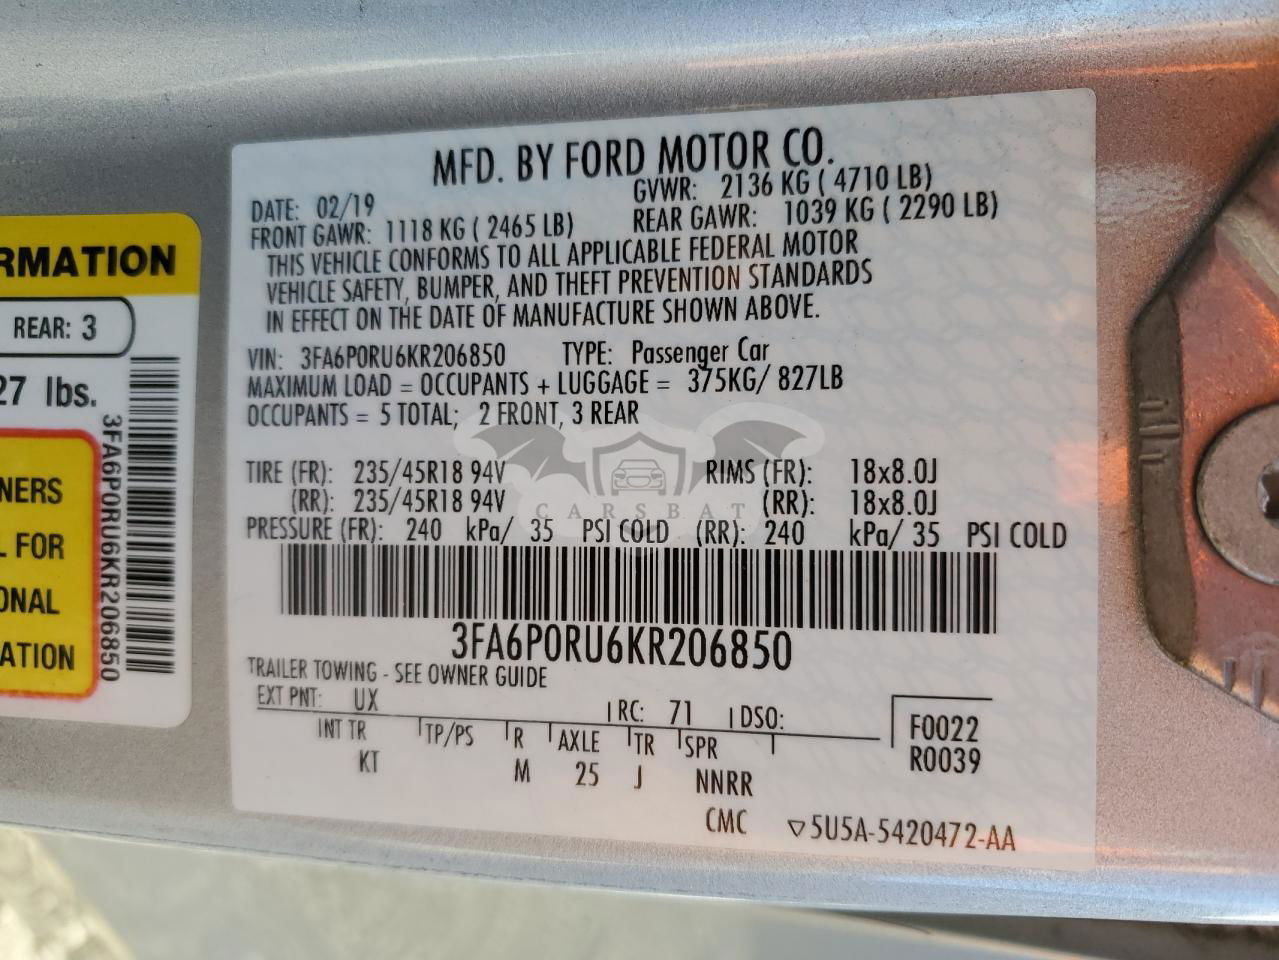 RMATION
REAR: 3
27 lbs.
3FA6P0RU6KR206850
NERS
L FOR
ONAL
ATION
MFD. BY FORD MOTOR CO.
DATE: 02/19 GVWR: 2136 KG ( 4710 LB)
FRONT GAWR: 1118 KG ( 2465 LB) REAR GAWR: 1039 KG ( 2290 LB)
THIS VEHICLE CONFORMS TO ALL APPLICABLE FEDERAL MOTOR
VEHICLE SAFETY, BUMPER, AND THEFT PREVENTION STANDARDS
IN EFFECT ON THE DATE OF MANUFACTURE SHOWN ABOVE.
VIN: 3FA6P0RU6KR206850 TYPE: Passenger Car
MAXIMUM LOAD = OCCUPANTS + LUGGAGE = 375KG/ 827LB
OCCUPANTS = 5 TOTAL; 2 FRONT, 3 REAR
TIRE (FR): 235/45R18 94V RIMS (FR): 18x8.0J
(RR): 235/45R18 94V (RR): 18x8.0J
CARSBAT
PRESSURE (FR): 240 kPa/ 35 PSI COLD (RR): 240 kPa/ 35 PSI COLD
3FA6P0RU6KR206850
TRAILER TOWING - SEE OWNER GUIDE
EXT PNT: UX RC: 71 DSO:
INT TR TP/PS R AXLE TR SPR
KT M 25 J NNRR
F0022
R0039
CMC ▽5U5A-5420472-AA